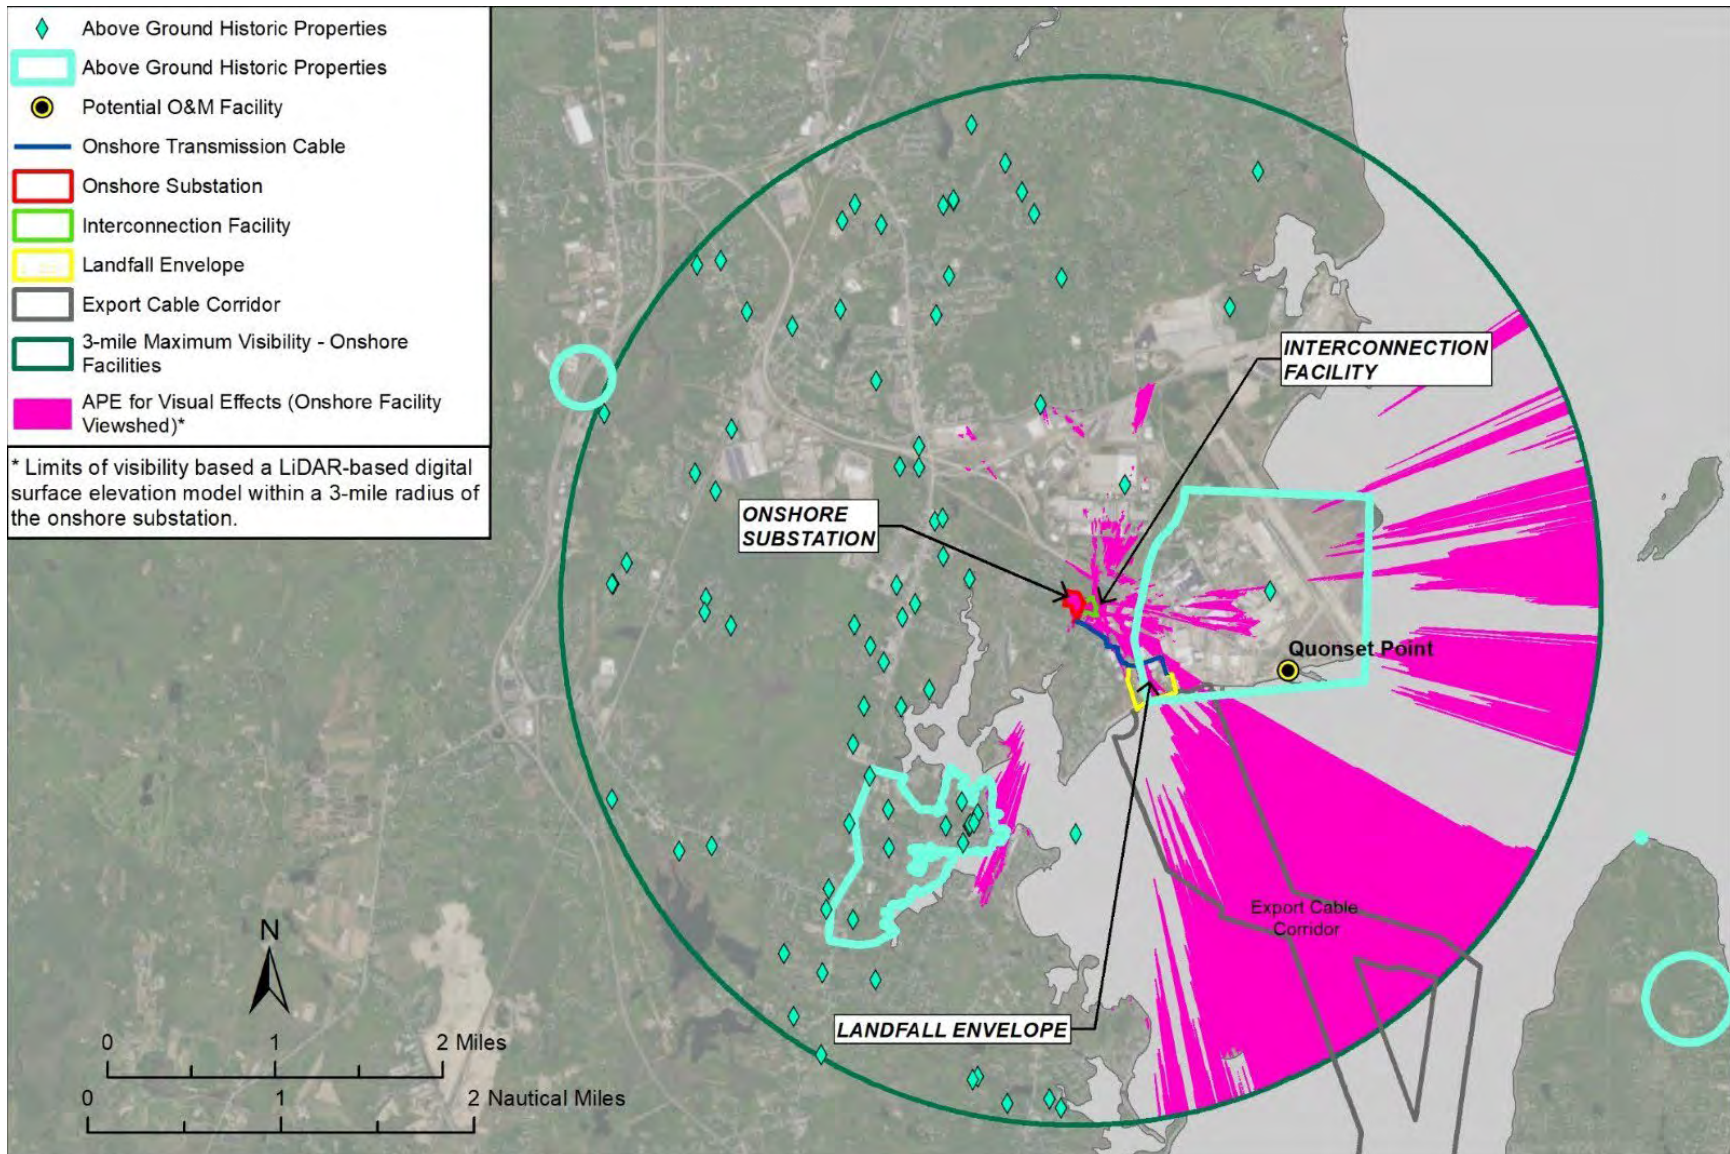 Above Ground Historic Properties
Above Ground Historic Properties
Potential O&M Facility
Onshore Transmission Cable
Onshore Substation
Interconnection Facility
Landfall Envelope
Export Cable Corridor
3-mile Maximum Visibility - Onshore
Facilities
APE for Visual Effects (Onshore Facility
Viewshed)*
* Limits of visibility based a LiDAR-based digital
surface elevation model within a 3-mile radius of
the onshore substation.
INTERCONNECTION
FACILITY
ONSHORE
SUBSTATION
Quonset Point
Export Cable
Corridor
LANDFALL ENVELOPE
N
0 1 2 Miles
0 1 2 Nautical Miles